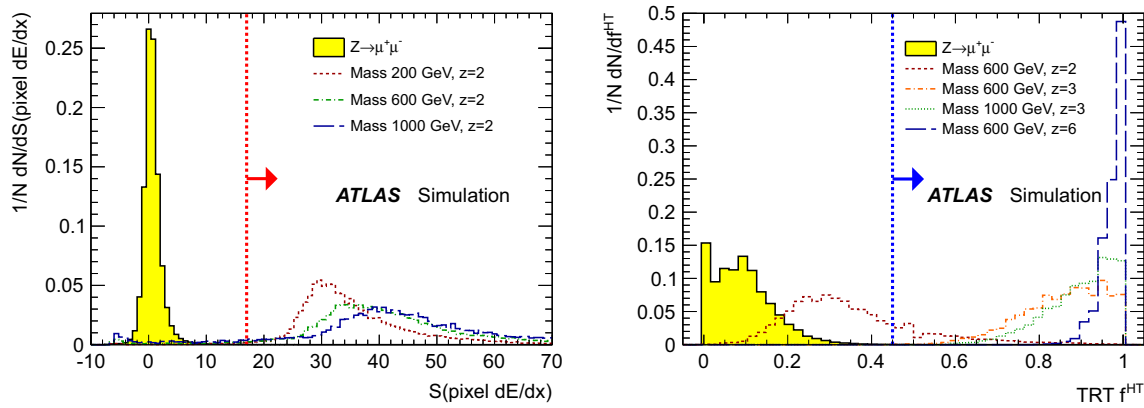 1/N dN/dS(pixel dE/dx)
0.25
0.2
0.15
0.1
0.05
0
Z→μ⁺μ⁻
Mass 200 GeV, z=2
Mass 600 GeV, z=2
Mass 1000 GeV, z=2
ATLAS Simulation
-10 0 10 20 30 40 50 60 70
S(pixel dE/dx)
1/N dN/df^HT
0.5
0.45
0.4
0.35
0.3
0.25
0.2
0.15
0.1
0.05
0
Z→μ⁺μ⁻
Mass 600 GeV, z=2
Mass 600 GeV, z=3
Mass 1000 GeV, z=3
Mass 600 GeV, z=6
ATLAS Simulation
0 0.2 0.4 0.6 0.8 1
TRT f^HT